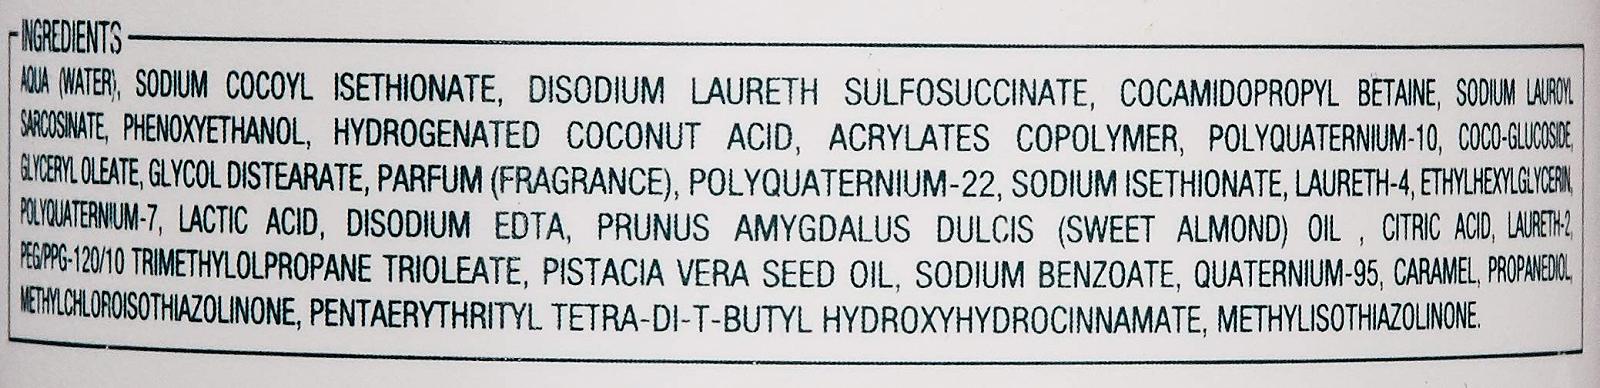 INGREDIENTS
AQUA (WATER), SODIUM COCOYL ISETHIONATE, DISODIUM LAURETH SULFOSUCCINATE, COCAMIDOPROPYL BETAINE, SODIUM LAUROYL
SARCOSINATE, PHENOXYETHANOL, HYDROGENATED COCONUT ACID, ACRYLATES COPOLYMER, POLYQUATERNIUM-10, COCO-GLUCOSIDE,
GLYCERYL OLEATE, GLYCOL DISTEARATE, PARFUM (FRAGRANCE), POLYQUATERNIUM-22, SODIUM ISETHIONATE, LAURETH-4, ETHYLHEXYLGLYCERIN,
POLYQUATERNIUM-7, LACTIC ACID, DISODIUM EDTA, PRUNUS AMYGDALUS DULCIS (SWEET ALMOND) OIL , CITRIC ACID, LAURETH-2,
PEG/PPG-120/10 TRIMETHYLOLPROPANE TRIOLEATE, PISTACIA VERA SEED OIL, SODIUM BENZOATE, QUATERNIUM-95, CARAMEL, PROPANEDIOL,
METHYLCHLOROISOTHIAZOLINONE, PENTAERYTHRITYL TETRA-DI-T-BUTYL HYDROXYHYDROCINNAMATE, METHYLISOTHIAZOLINONE.